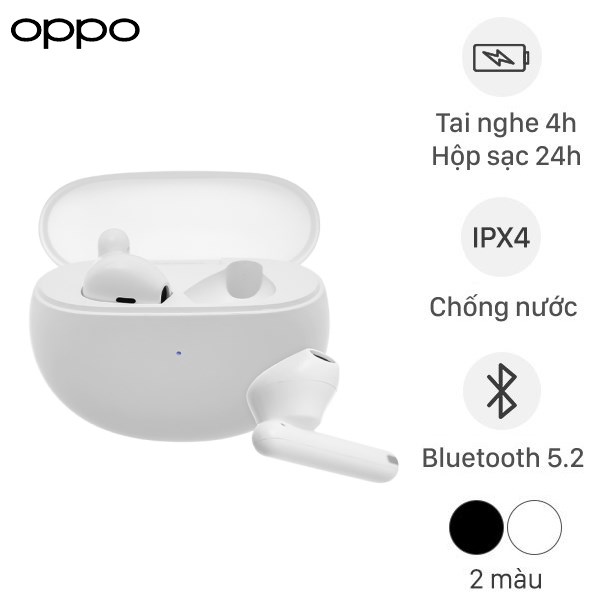 oppo
Tai nghe 4h
Hộp sạc 24h
IPX4
Chống nước
Bluetooth 5.2
2 màu